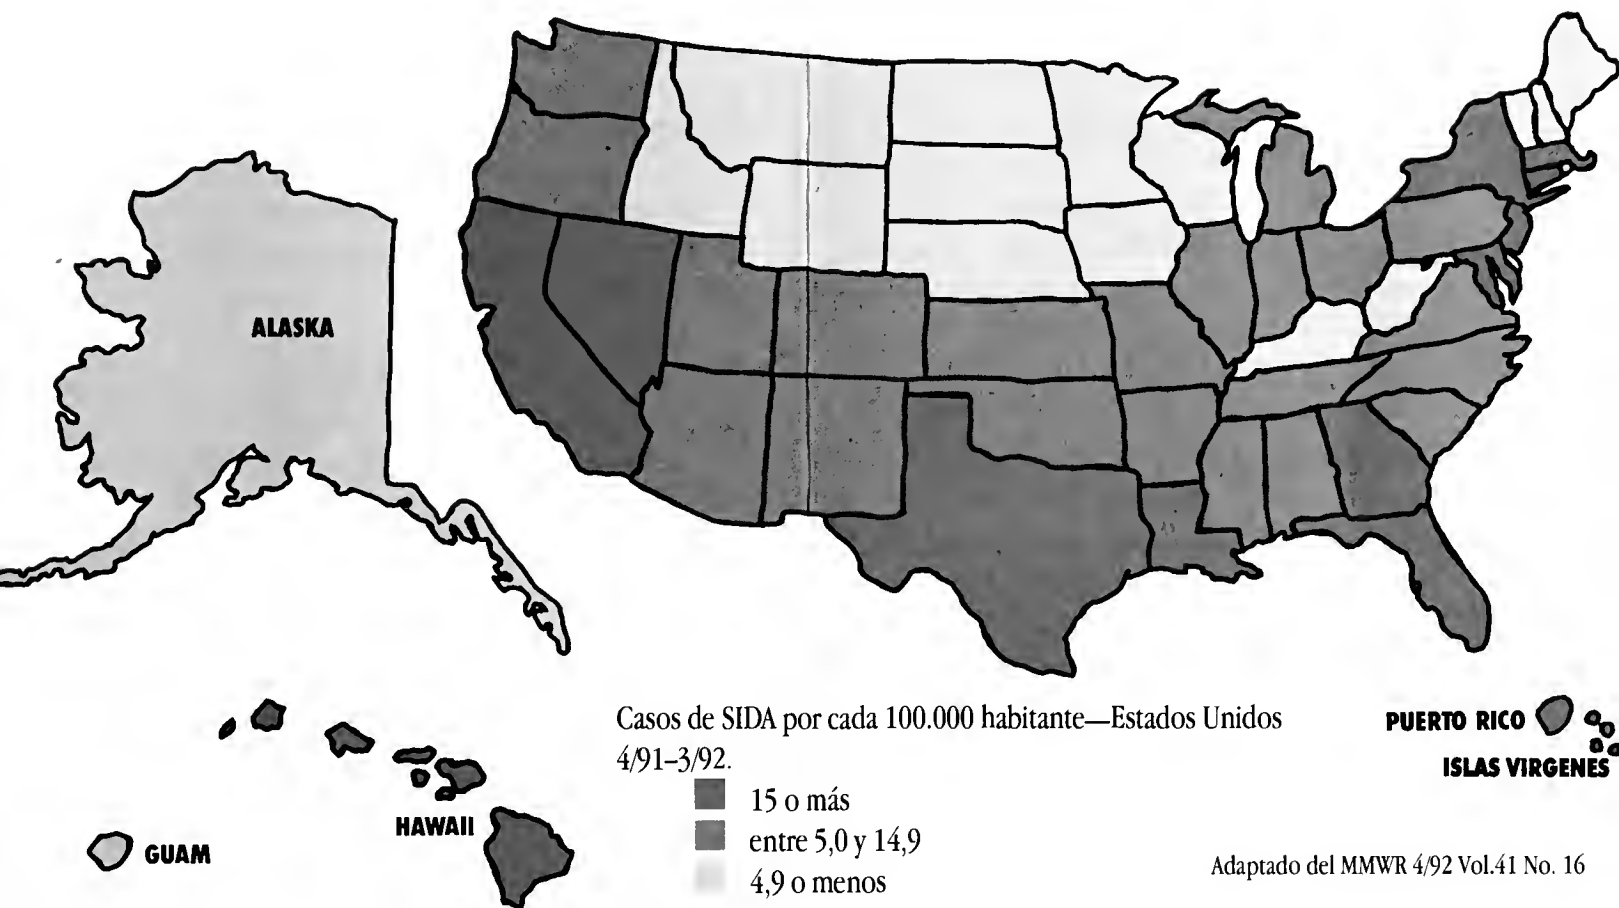 ALASKA
Casos de SIDA por cada 100.000 habitante—Estados Unidos
4/91–3/92.
15 o más
entre 5,0 y 14,9
4,9 o menos
PUERTO RICO
ISLAS VIRGENES
HAWAII
GUAM
Adaptado del MMWR 4/92 Vol.41 No. 16